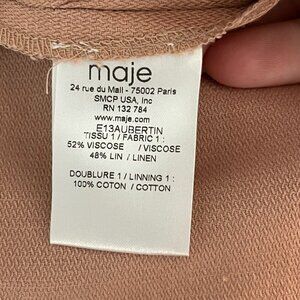 maje
24 rue du Mail - 75002 Paris
SMCP USA, Inc
RN 132 784
www.maje.com
E13AUBERTIN
TISSU 1 / FABRIC 1 :
52% VISCOSE / VISCOSE
48% LIN / LINEN
DOUBLURE 1 / LINNING 1 :
100% COTON / COTTON